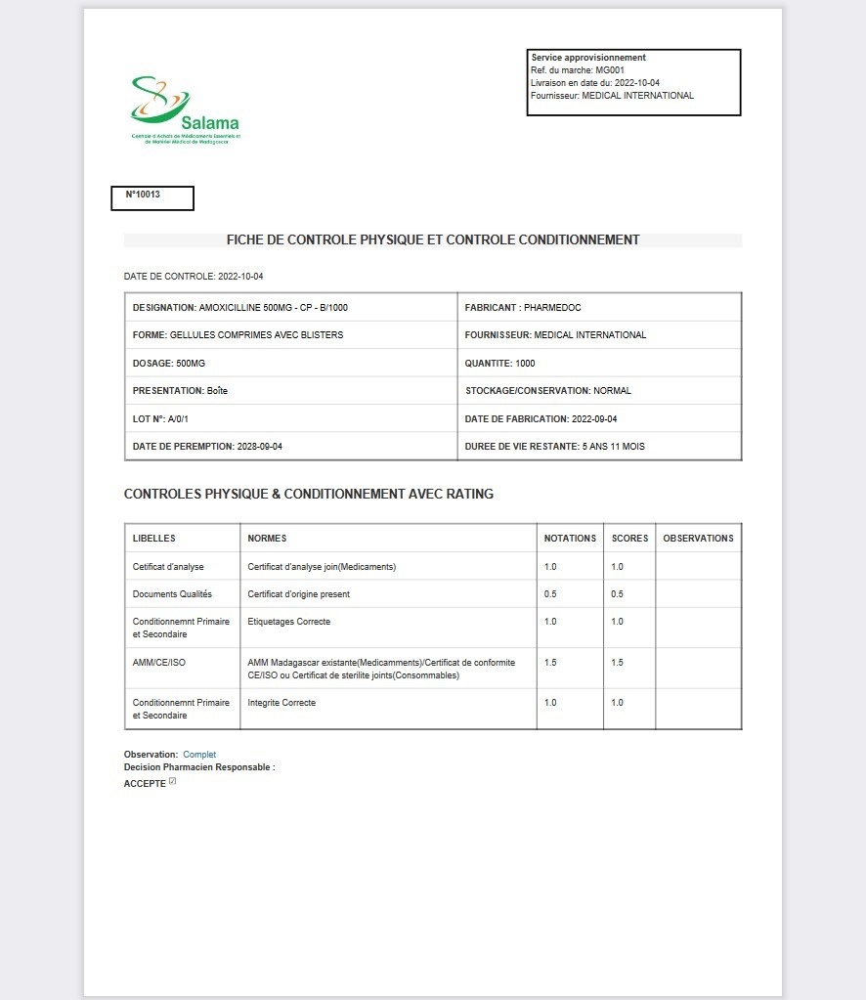 Service approvisionnement
Ref. du marche: MG001
Livraison en date du: 2022-10-04
Fournisseur: MEDICAL INTERNATIONAL
Salama
Centrale d'Achats de Médicaments Essentiels et
de Matériel Médical de Madagascar
N°10013
FICHE DE CONTROLE PHYSIQUE ET CONTROLE CONDITIONNEMENT
DATE DE CONTROLE: 2022-10-04
DESIGNATION: AMOXICILLINE 500MG - CP - B/1000 FABRICANT : PHARMEDOC
FORME: GELLULES COMPRIMES AVEC BLISTERS FOURNISSEUR: MEDICAL INTERNATIONAL
DOSAGE: 500MG QUANTITE: 1000
PRESENTATION: Boîte STOCKAGE/CONSERVATION: NORMAL
LOT N°: A/0/1 DATE DE FABRICATION: 2022-09-04
DATE DE PEREMPTION: 2028-09-04 DUREE DE VIE RESTANTE: 5 ANS 11 MOIS
CONTROLES PHYSIQUE & CONDITIONNEMENT AVEC RATING
LIBELLES NORMES NOTATIONS SCORES OBSERVATIONS
Cetificat d'analyse Certificat d'analyse join(Medicaments) 1.0 1.0
Documents Qualités Certificat d'origine present 0.5 0.5
Conditionnemnt Primaire Etiquetages Correcte 1.0 1.0
et Secondaire
AMM/CE/ISO AMM Madagascar existante(Medicamments)/Certificat de conformite 1.5 1.5
CE/ISO ou Certificat de sterilite joints(Consommables)
Conditionnemnt Primaire Integrite Correcte 1.0 1.0
et Secondaire
Observation: Complet
Decision Pharmacien Responsable :
ACCEPTE ☑